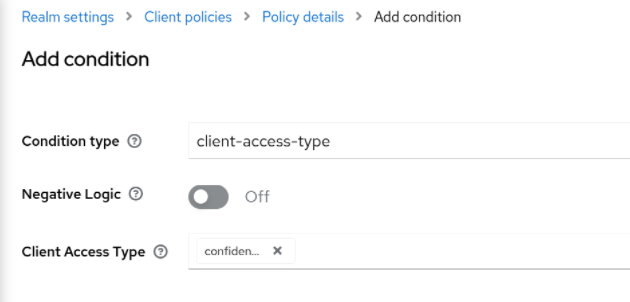 Realm settings > Client policies > Policy details > Add condition
Add condition
Condition type ? client-access-type
Negative Logic ? Off
Client Access Type ? confiden... ×